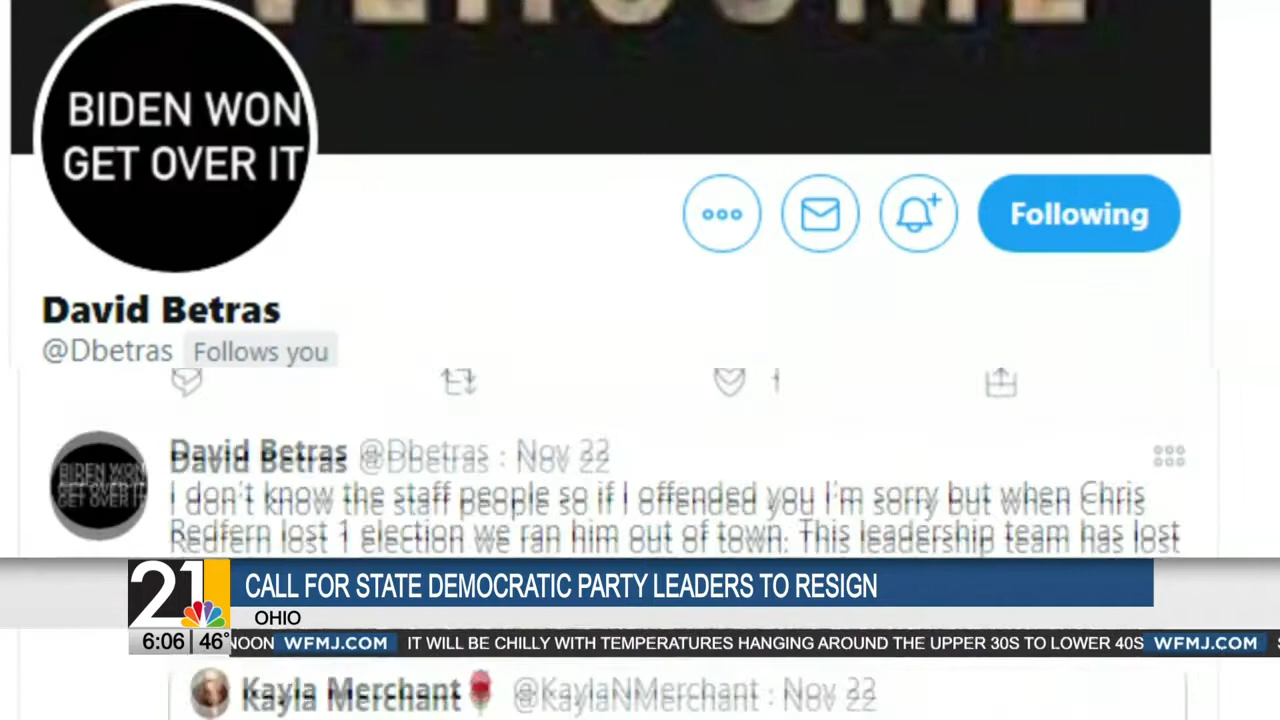 BIDEN WON
GET OVER IT
Following
David Betras
@Dbetras Follows you
1
David Betras @Dbetras · Nov 22
I don't know the staff people so if I offended you I'm sorry but when Chris
Redfern lost 1 election we ran him out of town. This leadership team has lost
21
CALL FOR STATE DEMOCRATIC PARTY LEADERS TO RESIGN
OHIO
6:06 46°
NOON WFMJ.COM IT WILL BE CHILLY WITH TEMPERATURES HANGING AROUND THE UPPER 30S TO LOWER 40S WFMJ.COM
Kayla Merchant🌹 @KaylaNMerchant · Nov 22